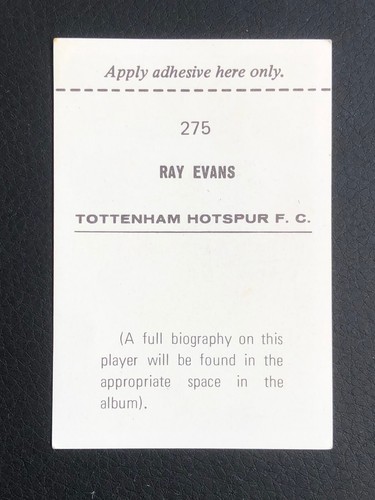 Apply adhesive here only.
275
RAY EVANS
TOTTENHAM HOTSPUR F. C.
(A full biography on this
player will be found in the
appropriate space in the
album).